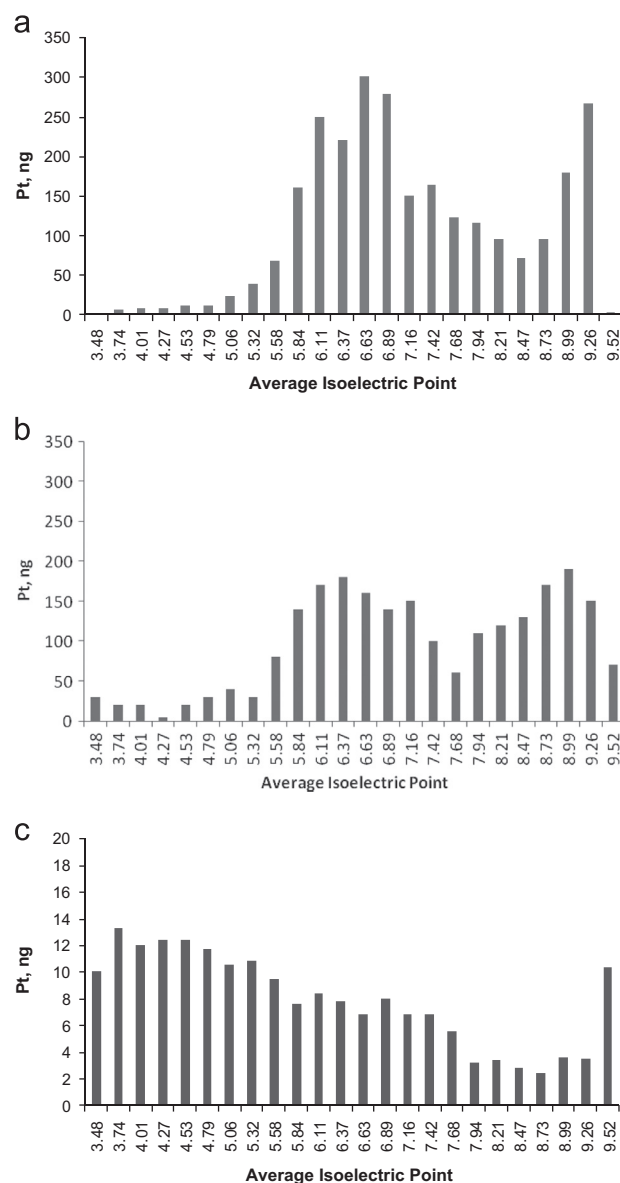 a
350
300
250
200
150
100
50
0
Pt, ng
3.48 3.74 4.01 4.27 4.53 4.79 5.06 5.32 5.58 5.84 6.11 6.37 6.63 6.89 7.16 7.42 7.68 7.94 8.21 8.47 8.73 8.99 9.26 9.52
Average Isoelectric Point
b
350
300
250
200
150
100
50
0
Pt, ng
3.48 3.74 4.01 4.27 4.53 4.79 5.06 5.32 5.58 5.84 6.11 6.37 6.63 6.89 7.16 7.42 7.68 7.94 8.21 8.47 8.73 8.99 9.26 9.52
Average Isoelectric Point
c
20
18
16
14
12
10
8
6
4
2
0
Pt, ng
3.48 3.74 4.01 4.27 4.53 4.79 5.06 5.32 5.58 5.84 6.11 6.37 6.63 6.89 7.16 7.42 7.68 7.94 8.21 8.47 8.73 8.99 9.26 9.52
Average Isoelectric Point